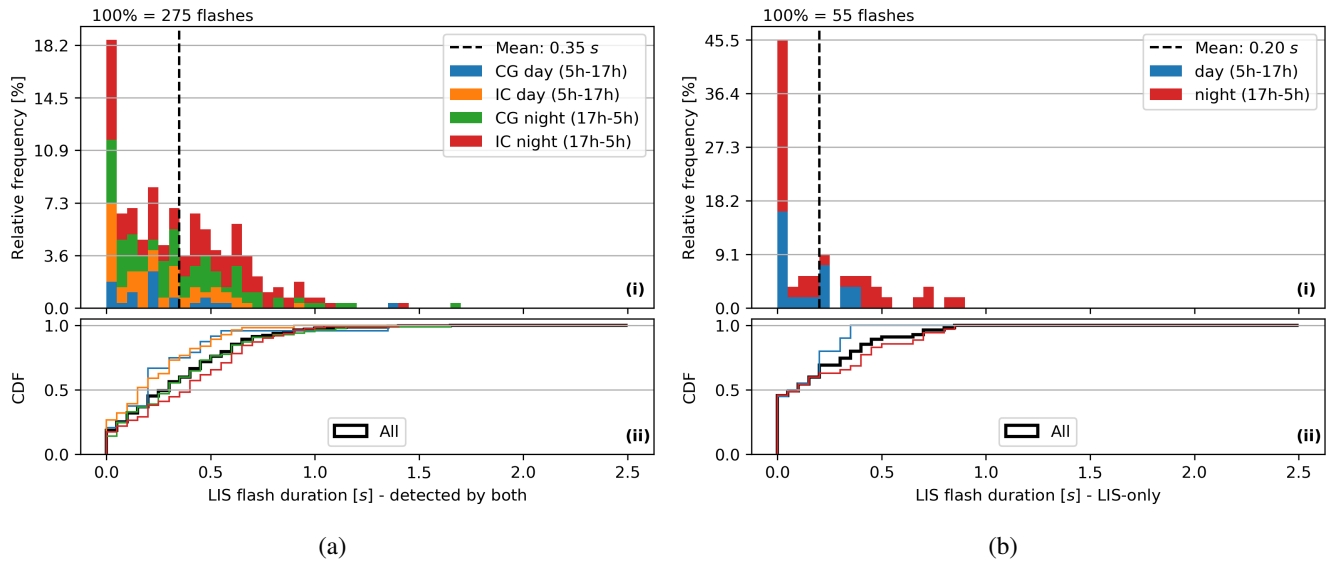 100% = 275 flashes
Relative frequency [%]
18.2
14.5
10.9
7.3
3.6
0.0
Mean: 0.35 s
CG day (5h-17h)
IC day (5h-17h)
CG night (17h-5h)
IC night (17h-5h)
(i)
CDF
1.0
0.5
0.0
All
(ii)
0.0 0.5 1.0 1.5 2.0 2.5
LIS flash duration [s] - detected by both
(a)
100% = 55 flashes
Relative frequency [%]
45.5
36.4
27.3
18.2
9.1
0.0
Mean: 0.20 s
day (5h-17h)
night (17h-5h)
(i)
CDF
1.0
0.5
0.0
All
(ii)
0.0 0.5 1.0 1.5 2.0 2.5
LIS flash duration [s] - LIS-only
(b)